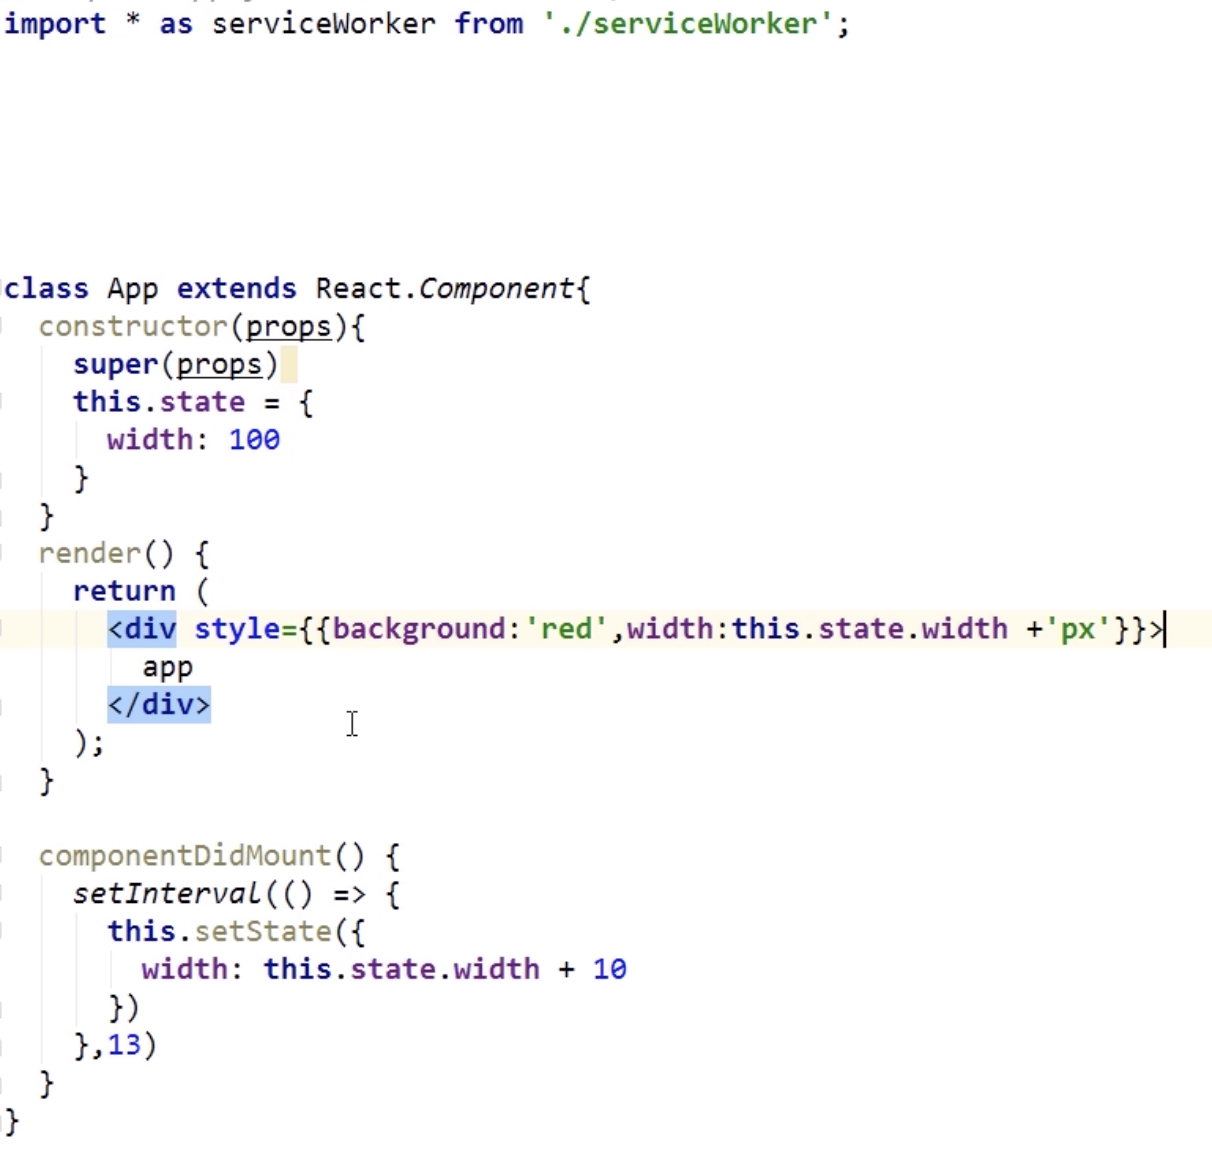 import * as serviceWorker from './serviceWorker';
class App extends React.Component{
constructor(props){
super(props)
this.state = {
width: 100
}
}
render() {
return (
<div style={{background:'red',width:this.state.width +'px'}}>
app
</div>
);
}
componentDidMount() {
setInterval(() => {
this.setState({
width: this.state.width + 10
})
},13)
}
}